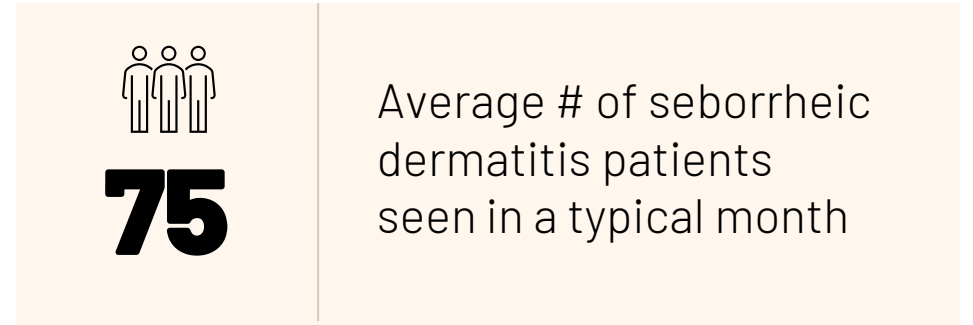 75
Average # of seborrheic
dermatitis patients
seen in a typical month